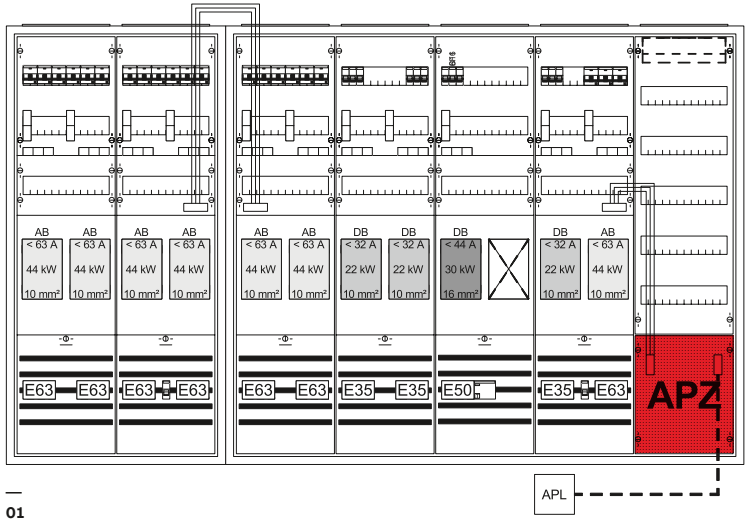 AB AB AB AB AB AB DB DB DB DB AB
< 63 A < 63 A < 63 A < 63 A < 63 A < 63 A < 32 A < 32 A < 44 A < 32 A < 63 A
44 kW 44 kW 44 kW 44 kW 44 kW 44 kW 22 kW 22 kW 30 kW 22 kW 44 kW
10 mm² 10 mm² 10 mm² 10 mm² 10 mm² 10 mm² 10 mm² 10 mm² 16 mm² 10 mm² 10 mm²
E63 E63 E63 E63 E63 E63 E35 E35 E50 E35 E63 APZ
APL
01